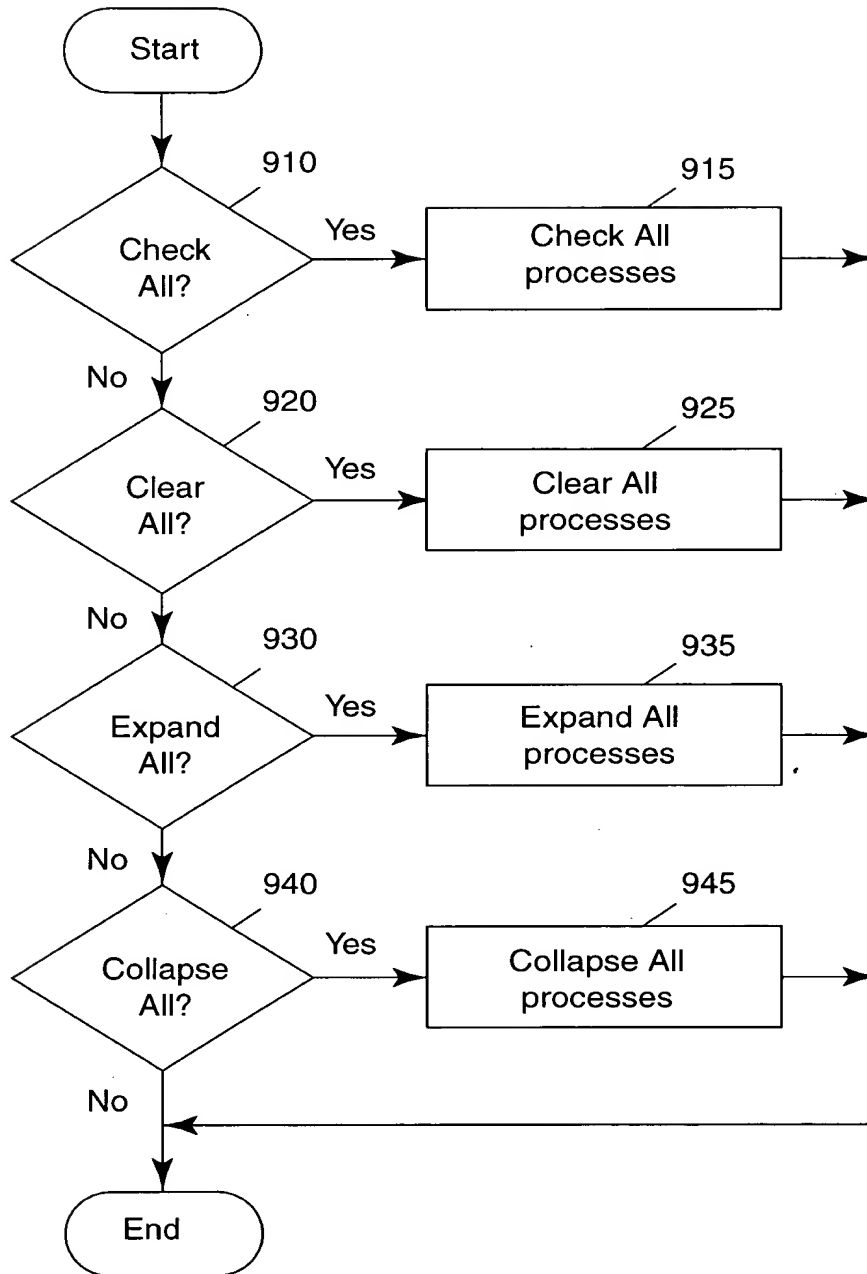 Start
910
Check
All?
Yes
915
Check All
processes
No
920
Clear
All?
Yes
925
Clear All
processes
No
930
Expand
All?
Yes
935
Expand All
processes
No
940
Collapse
All?
Yes
945
Collapse All
processes
No
End